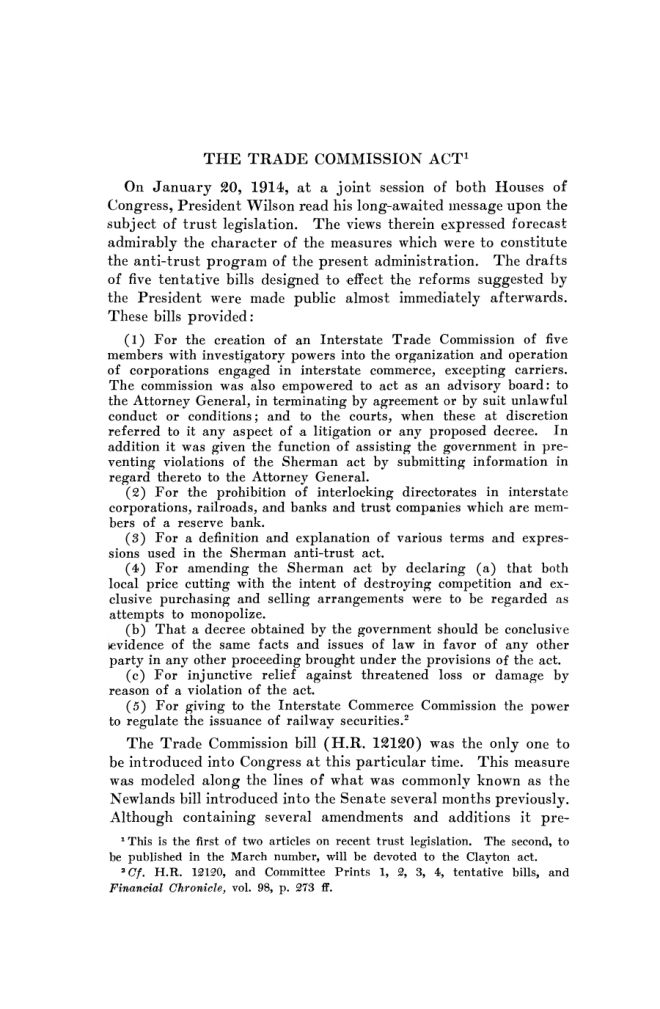 THE TRADE COMMISSION ACT¹
On January 20, 1914, at a joint session of both Houses of
Congress, President Wilson read his long-awaited message upon the
subject of trust legislation. The views therein expressed forecast
admirably the character of the measures which were to constitute
the anti-trust program of the present administration. The drafts
of five tentative bills designed to effect the reforms suggested by
the President were made public almost immediately afterwards.
These bills provided:
(1) For the creation of an Interstate Trade Commission of five
members with investigatory powers into the organization and operation
of corporations engaged in interstate commerce, excepting carriers.
The commission was also empowered to act as an advisory board: to
the Attorney General, in terminating by agreement or by suit unlawful
conduct or conditions; and to the courts, when these at discretion
referred to it any aspect of a litigation or any proposed decree. In
addition it was given the function of assisting the government in pre-
venting violations of the Sherman act by submitting information in
regard thereto to the Attorney General.
(2) For the prohibition of interlocking directorates in interstate
corporations, railroads, and banks and trust companies which are mem-
bers of a reserve bank.
(3) For a definition and explanation of various terms and expres-
sions used in the Sherman anti-trust act.
(4) For amending the Sherman act by declaring (a) that both
local price cutting with the intent of destroying competition and ex-
clusive purchasing and selling arrangements were to be regarded as
attempts to monopolize.
(b) That a decree obtained by the government should be conclusive
evidence of the same facts and issues of law in favor of any other
party in any other proceeding brought under the provisions of the act.
(c) For injunctive relief against threatened loss or damage by
reason of a violation of the act.
(5) For giving to the Interstate Commerce Commission the power
to regulate the issuance of railway securities.²
The Trade Commission bill (H.R. 12120) was the only one to
be introduced into Congress at this particular time. This measure
was modeled along the lines of what was commonly known as the
Newlands bill introduced into the Senate several months previously.
Although containing several amendments and additions it pre-
¹ This is the first of two articles on recent trust legislation. The second, to
be published in the March number, will be devoted to the Clayton act.
² Cf. H.R. 12120, and Committee Prints 1, 2, 3, 4, tentative bills, and
Financial Chronicle, vol. 98, p. 273 ff.